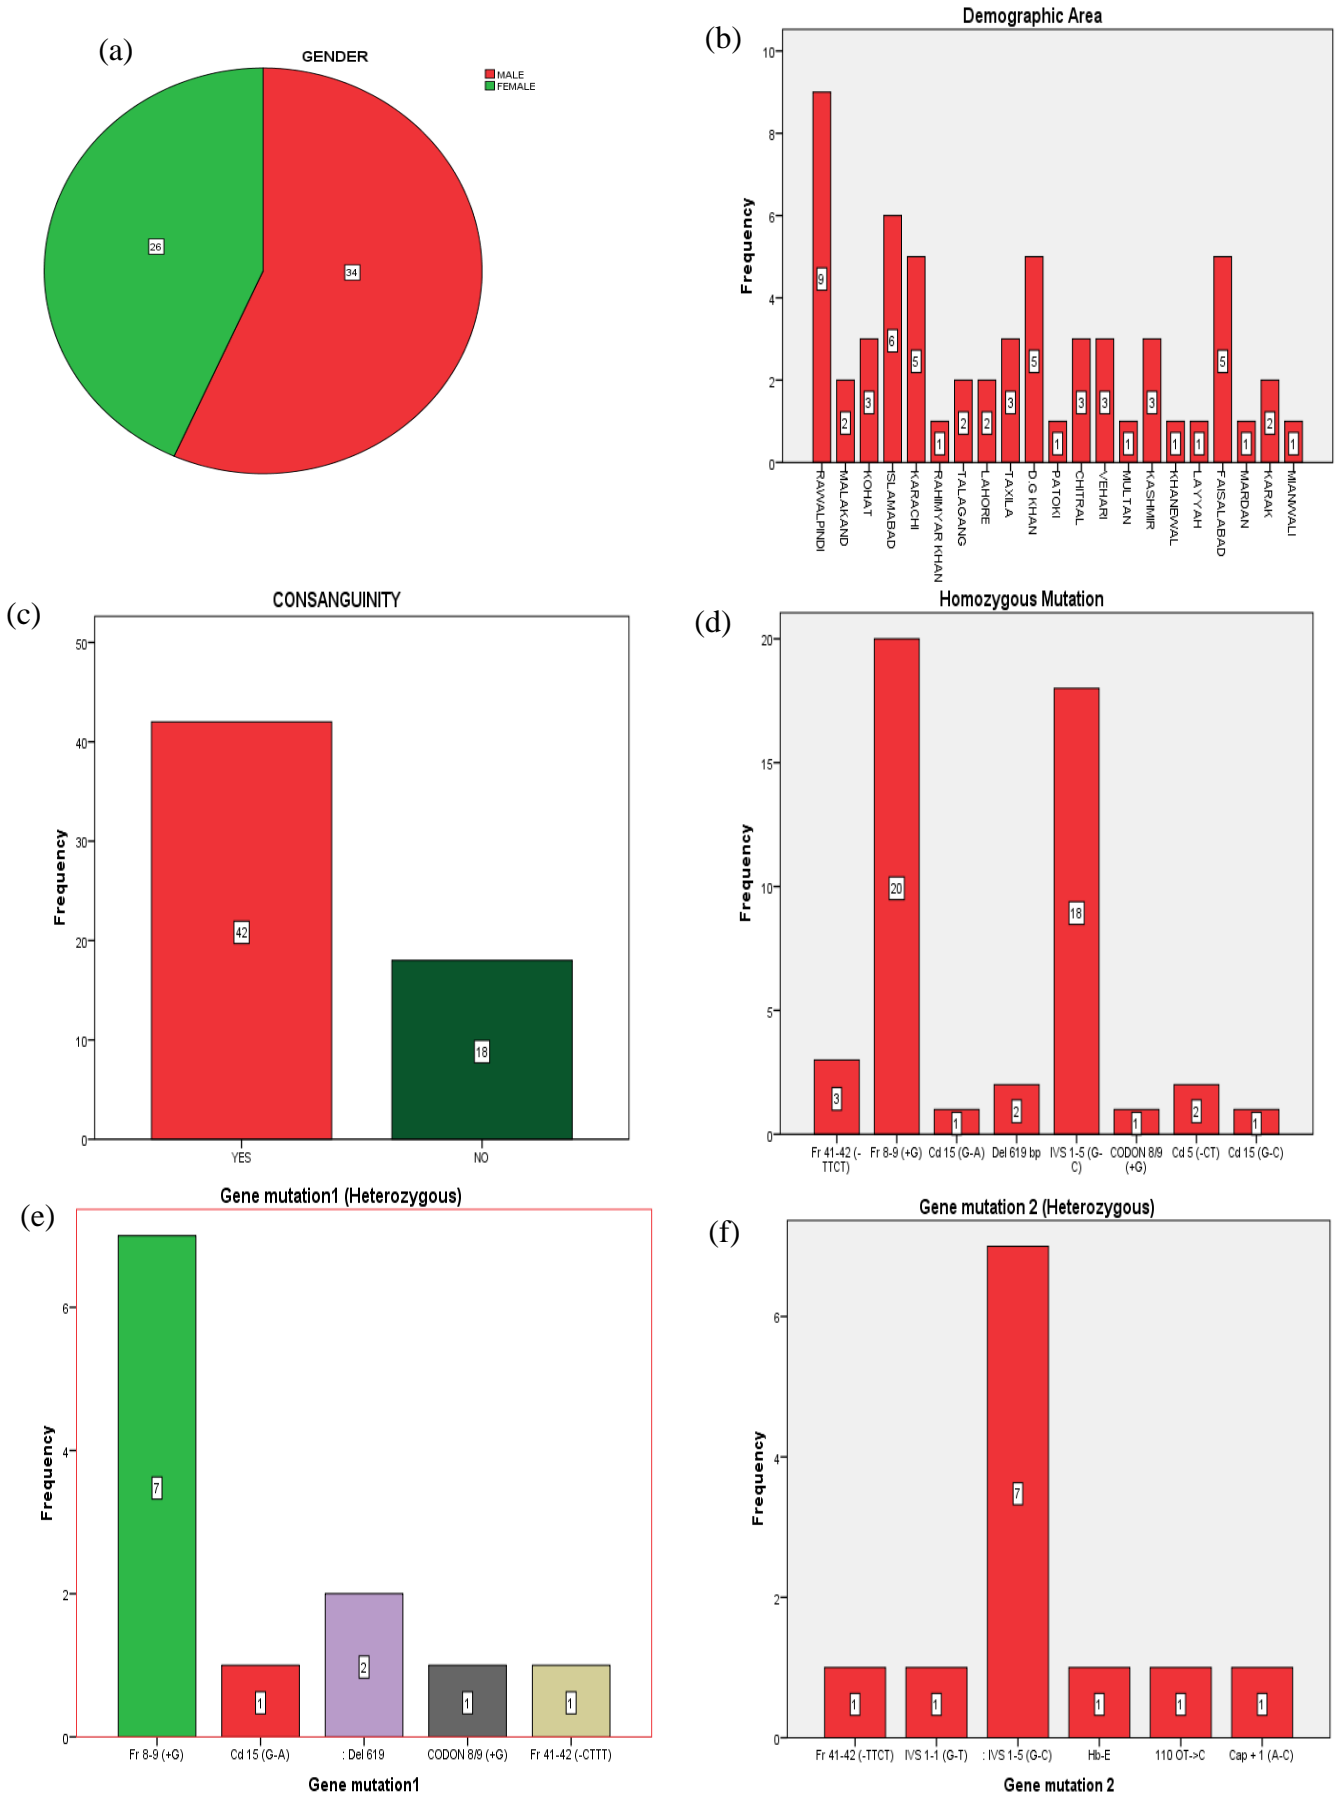 (a)
GENDER
MALE
FEMALE
26
34
(b)
Demographic Area
Frequency
10
8
6
4
2
0
9
2
3
6
5
1
2
2
3
5
1
3
3
1
3
1
1
5
1
2
1
RAWALPINDI
MALAKAND
KOHAT
ISLAMABAD
KARACHI
RAHIMYAR KHAN
TALAGANG
LAHORE
TAXILA
D.G KHAN
PATOKI
CHITRAL
VEHARI
MULTAN
KASHMIR
KHANEWAL
LAYYAH
FAISALABAD
MARDAN
KARAK
MIANWALI
(c)
CONSANGUINITY
Frequency
50
40
30
20
10
0
42
18
YES
NO
(d)
Homozygous Mutation
Frequency
20
15
10
5
0
3
20
1
2
18
1
2
1
Fr 41-42 (-
TTCT)
Fr 8-9 (+G)
Cd 15 (G-A)
Del 619 bp
IVS 1-5 (G-
C)
CODON 8/9
(+G)
Cd 5 (-CT)
Cd 15 (G-C)
(e)
Gene mutation1 (Heterozygous)
Frequency
6
4
2
0
7
1
2
1
1
Fr 8-9 (+G)
Cd 15 (G-A)
: Del 619
CODON 8/9 (+G)
Fr 41-42 (-CTTT)
Gene mutation1
(f)
Gene mutation 2 (Heterozygous)
Frequency
6
4
2
0
1
1
7
1
1
1
Fr 41-42 (-TTCT)
IVS 1-1 (G-T)
: IVS 1-5 (G-C)
Hb-E
110 OT->C
Cap + 1 (A-C)
Gene mutation 2